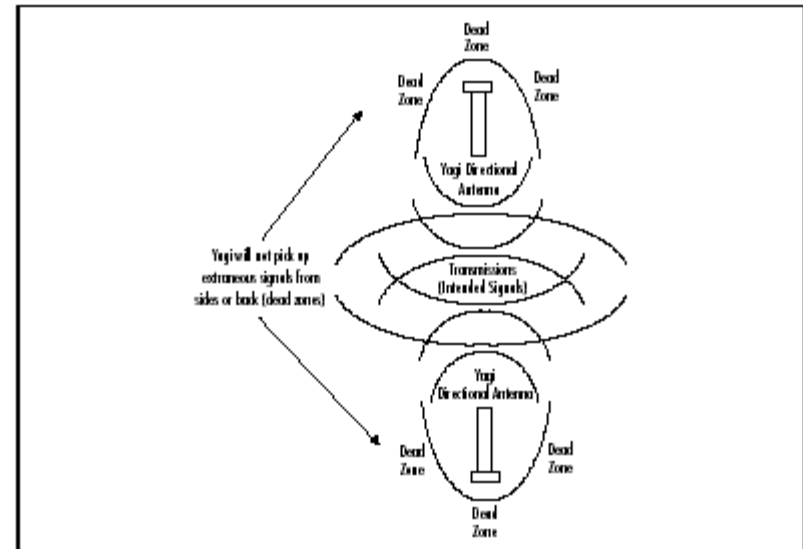 Dead
Zone
Dead
Zone
Dead
Zone
Yagi Directional
Antenna
Yagi will not pick up
extraneous signals from
sides or back (dead zones)
Transmissions
(Intended Signals)
Yagi
Directional Antenna
Dead
Zone
Dead
Zone
Dead
Zone